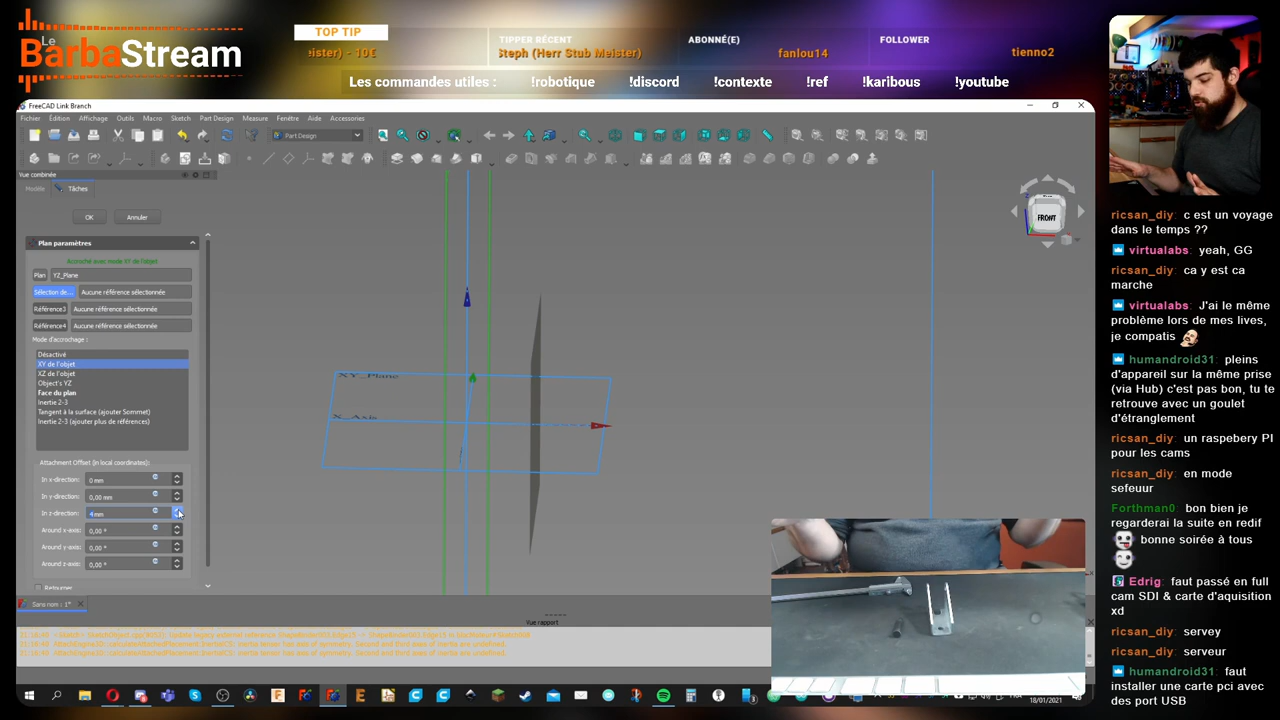 Le
BarbaStream
TOP TIP
eister) - 10€
TIPPER RÉCENT
Steph (Herr Stub Meister)
ABONNÉ(E)
fanlou14
FOLLOWER
tienno2
Les commandes utiles : !robotique !discord !contexte !ref !karibous !youtube
FreeCAD Link Branch
Fichier Édition Affichage Outils Macro Sketch Part Design Measure Fenêtre Aide Accessories
Part Design
Vue combinée
Modèle Tâches
OK Annuler
Plan paramètres
Accroché avec mode XY de l'objet
Plan YZ_Plane
Sélection de... Aucune référence sélectionnée
Référence3 Aucune référence sélectionnée
Référence4 Aucune référence sélectionnée
Mode d'accrochage:
Désactivé
XY de l'objet
XZ de l'objet
Object's YZ
Face du plan
Inertie 2-3
Tangent à la surface (ajouter Sommet)
Inertie 2-3 (ajouter plus de références)
Attachment Offset (in local coordinates):
In x-direction: 0 mm
In y-direction: 0,00 mm
In z-direction: 4 mm
Around x-axis: 0,00 °
Around y-axis: 0,00 °
Around z-axis: 0,00 °
Retourner
XY_Plane
X_Axis
FRONT
Sans nom : 1*
Vue rapport
18/01/2021
ricsan_diy: c est un voyage
dans le temps ??
virtualabs: yeah, GG
ricsan_diy: ca y est ca
marche
virtualabs: J'ai le même
problème lors de mes lives,
je compatis
humandroid31: pleins
d'appareil sur la même prise
(via Hub) c'est pas bon, tu te
retrouve avec un goulet
d'étranglement
ricsan_diy: un raspebery PI
pour les cams
ricsan_diy: en mode
sefeuur
Forthman0: bon bien je
regarderai la suite en redif
bonne soirée à tous
Edrig: faut passé en full
cam SDI & carte d'aquisition
xd
ricsan_diy: servey
ricsan_diy: serveur
humandroid31: faut
installer une carte pci avec
des port USB